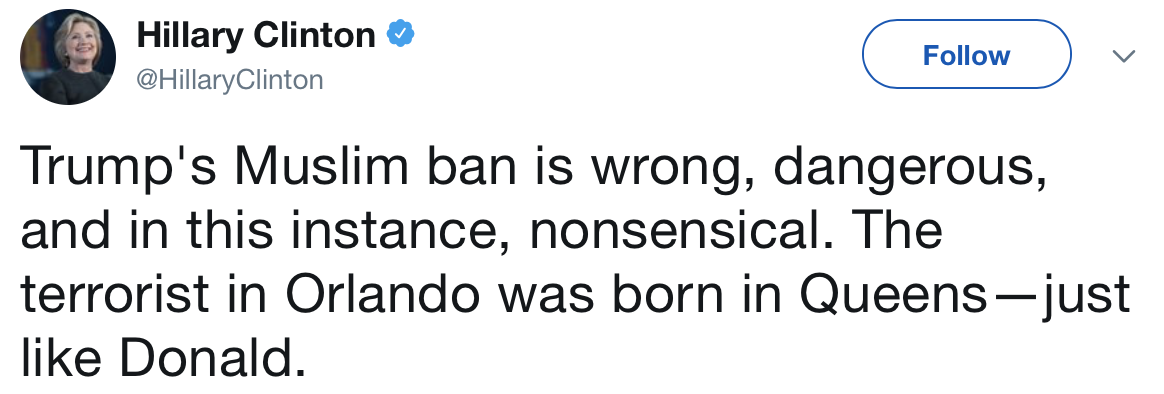 Hillary Clinton
@HillaryClinton
Follow
Trump's Muslim ban is wrong, dangerous,
and in this instance, nonsensical. The
terrorist in Orlando was born in Queens—just
like Donald.